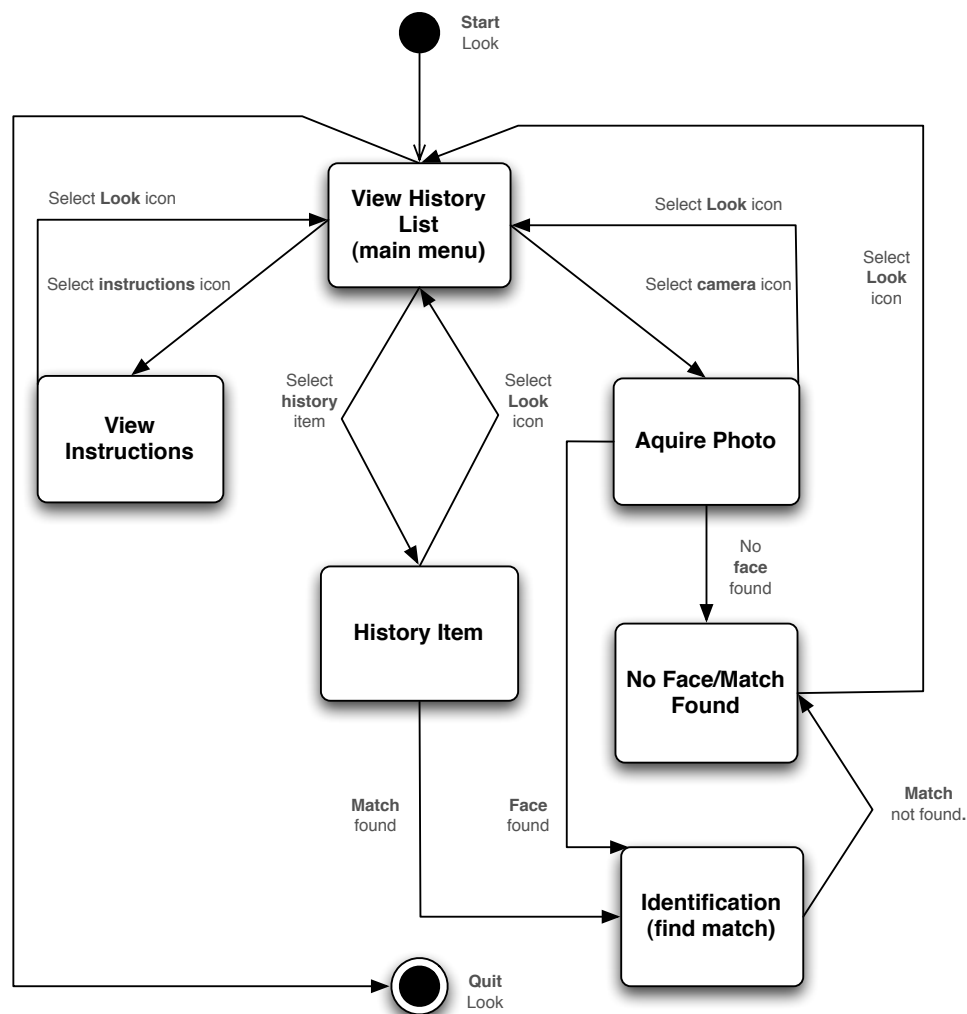 Start
Look
View History
List
(main menu)
Select Look icon
Select Look icon
Select
Look
icon
Select instructions icon
Select camera icon
Select
history
item
Select
Look
icon
View
Instructions
Aquire Photo
No
face
found
History Item
No Face/Match
Found
Match
found
Face
found
Match
not found.
Identification
(find match)
Quit
Look